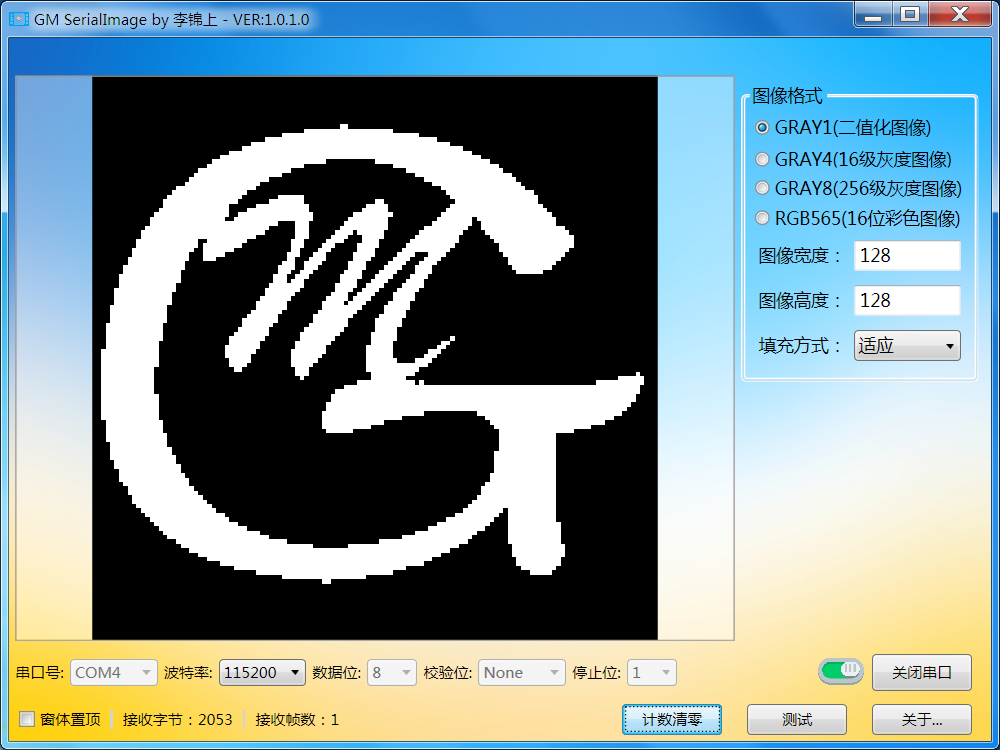 GM SerialImage by 李锦上 - VER:1.0.1.0
图像格式
GRAY1(二值化图像)
GRAY4(16级灰度图像)
GRAY8(256级灰度图像)
RGB565(16位彩色图像)
图像宽度： 128
图像高度： 128
填充方式： 适应
串口号: COM4 波特率: 115200 数据位: 8 校验位: None 停止位: 1 关闭串口
窗体置顶 接收字节：2053 接收帧数：1 计数清零 测试 关于...